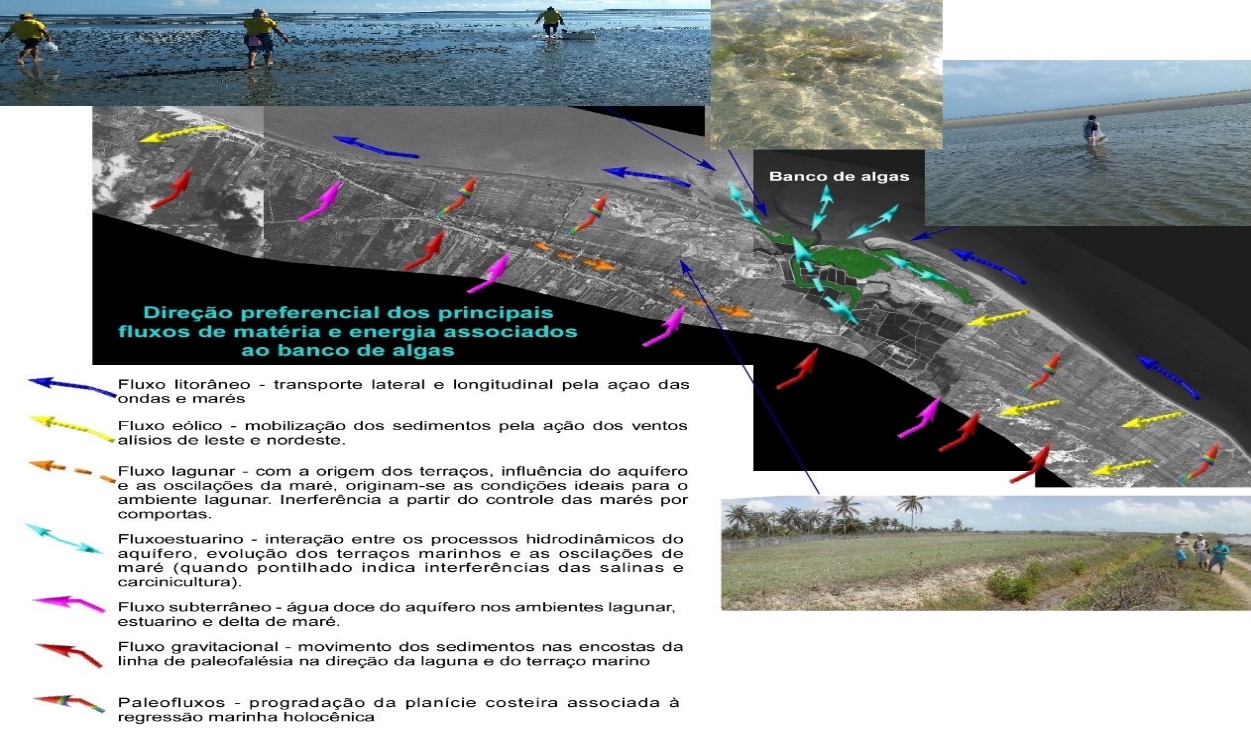 Banco de algas
Direção preferencial dos principais
fluxos de matéria e energia associados
ao banco de algas
Fluxo litorâneo - transporte lateral e longitudinal pela açao das
ondas e marés
Fluxo eólico - mobilização dos sedimentos pela ação dos ventos
alísios de leste e nordeste.
Fluxo lagunar - com a origem dos terraços, influência do aquífero
e as oscilações da maré, originam-se as condições ideais para o
ambiente lagunar. Inerferência a partir do controle das marés por
comportas.
Fluxoestuarino - interação entre os processos hidrodinâmicos do
aquífero, evolução dos terraços marinhos e as oscilações de
maré (quando pontilhado indica interferências das salinas e
carcinicultura).
Fluxo subterrâneo - água doce do aquífero nos ambientes lagunar,
estuarino e delta de maré.
Fluxo gravitacional - movimento dos sedimentos nas encostas da
linha de paleofalésia na direção da laguna e do terraço marino
Paleofluxos - progradação da planície costeira associada à
regressão marinha holocênica